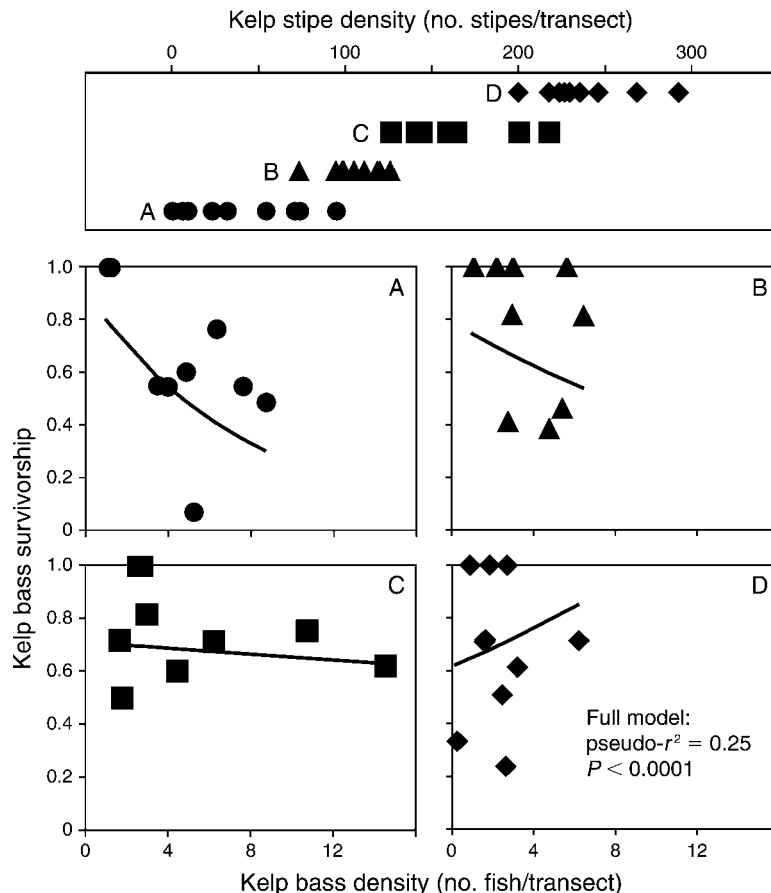 Kelp stipe density (no. stipes/transect)
0 100 200 300
D
C
B
A
1.0 A B
0.8
0.6
0.4
0.2
0
1.0 C D
0.8
0.6
0.4
0.2
0
Kelp bass survivorship
Full model:
pseudo-r² = 0.25
P < 0.0001
0 4 8 12 0 4 8 12
Kelp bass density (no. fish/transect)